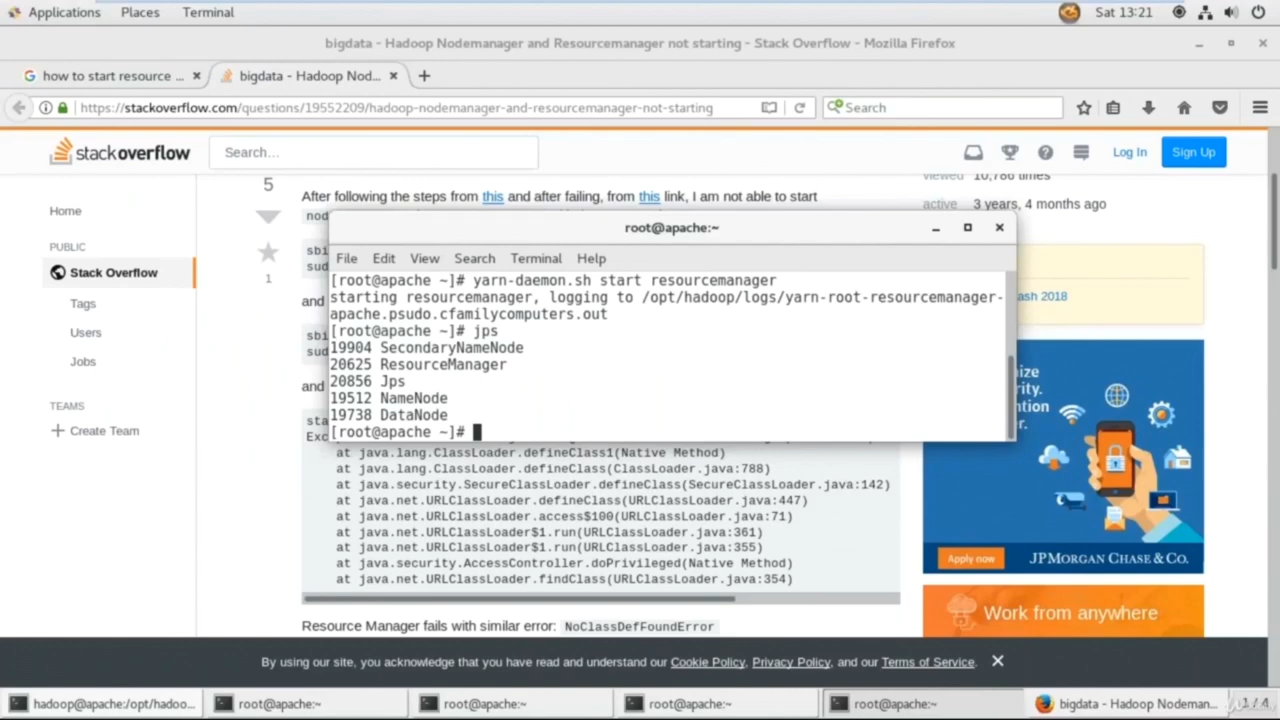 Applications Places Terminal Sat 13:21
bigdata - Hadoop Nodemanager and Resourcemanager not starting - Stack Overflow - Mozilla Firefox
how to start resource ... × bigdata - Hadoop Nod... × +
https://stackoverflow.com/questions/19552209/hadoop-nodemanager-and-resourcemanager-not-starting Search
stackoverflow Search... Log In Sign Up
5
After following the steps from this and after failing, from this link, I am not able to start
viewed 10,786 times
active 3 years, 4 months ago
Home
PUBLIC
Stack Overflow
Tags
Users
Jobs
TEAMS
Create Team
1
nod
sbi
sud
and
sbi
sud
and
sta
Exc
root@apache:~
File Edit View Search Terminal Help
[root@apache ~]# yarn-daemon.sh start resourcemanager
starting resourcemanager, logging to /opt/hadoop/logs/yarn-root-resourcemanager-
apache.psudo.cfamilycomputers.out
[root@apache ~]# jps
19904 SecondaryNameNode
20625 ResourceManager
20856 Jps
19512 NameNode
19738 DataNode
[root@apache ~]#
at java.lang.ClassLoader.defineClass1(Native Method)
at java.lang.ClassLoader.defineClass(ClassLoader.java:788)
at java.security.SecureClassLoader.defineClass(SecureClassLoader.java:142)
at java.net.URLClassLoader.defineClass(URLClassLoader.java:447)
at java.net.URLClassLoader.access$100(URLClassLoader.java:71)
at java.net.URLClassLoader$1.run(URLClassLoader.java:361)
at java.net.URLClassLoader$1.run(URLClassLoader.java:355)
at java.security.AccessController.doPrivileged(Native Method)
at java.net.URLClassLoader.findClass(URLClassLoader.java:354)
Resource Manager fails with similar error: NoClassDefFoundError
ash 2018
Apply now JPMORGAN CHASE & CO.
Work from anywhere
By using our site, you acknowledge that you have read and understand our Cookie Policy, Privacy Policy, and our Terms of Service.
hadoop@apache:/opt/hadoo... root@apache:~ root@apache:~ root@apache:~ root@apache:~ bigdata - Hadoop Nodeman... 1 / 4